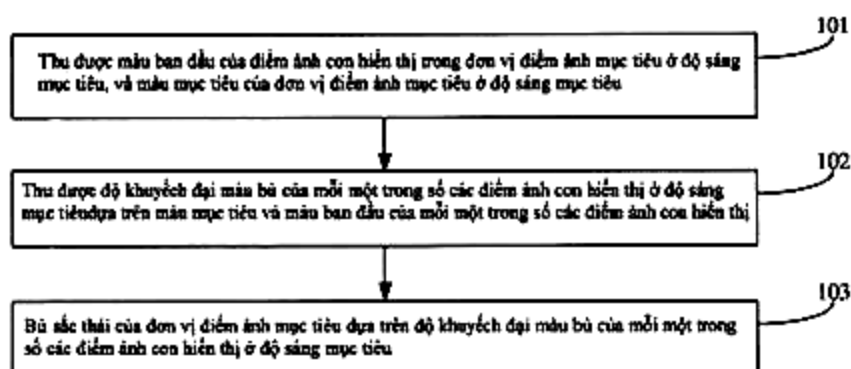 101
Thu được màu ban đầu của điểm ảnh con hiển thị trong đơn vị điểm ảnh mục tiêu ở độ sáng
mục tiêu, và màu mục tiêu của đơn vị điểm ảnh mục tiêu ở độ sáng mục tiêu
102
Thu được độ khuyếch đại màu bù của mỗi một trong số các điểm ảnh con hiển thị ở độ sáng
mục tiêudựa trên màu mục tiêu và màu ban đầu của mỗi một trong số các điểm ảnh con hiển thị
103
Bù sắc thái của đơn vị điểm ảnh mục tiêu dựa trên độ khuyếch đại màu bù của mỗi một trong
số các điểm ảnh con hiển thị ở độ sáng mục tiêu